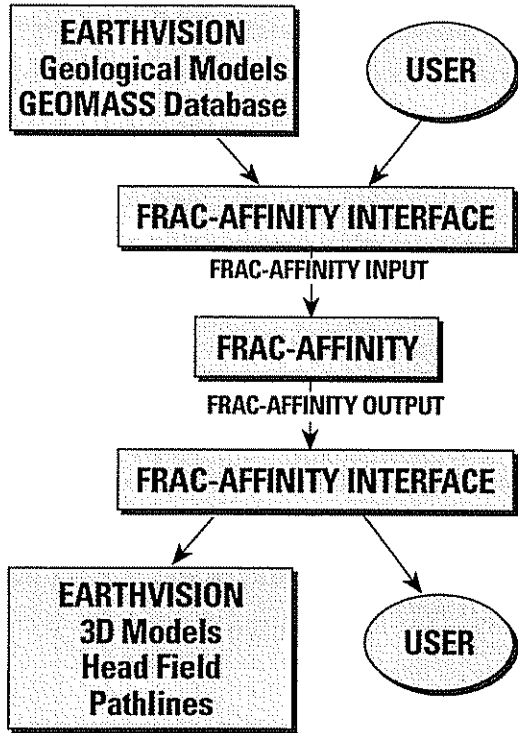 EARTHVISION
Geological Models
GEOMASS Database
USER
FRAC-AFFINITY INTERFACE
FRAC-AFFINITY INPUT
FRAC-AFFINITY
FRAC-AFFINITY OUTPUT
FRAC-AFFINITY INTERFACE
EARTHVISION
3D Models
Head Field
Pathlines
USER